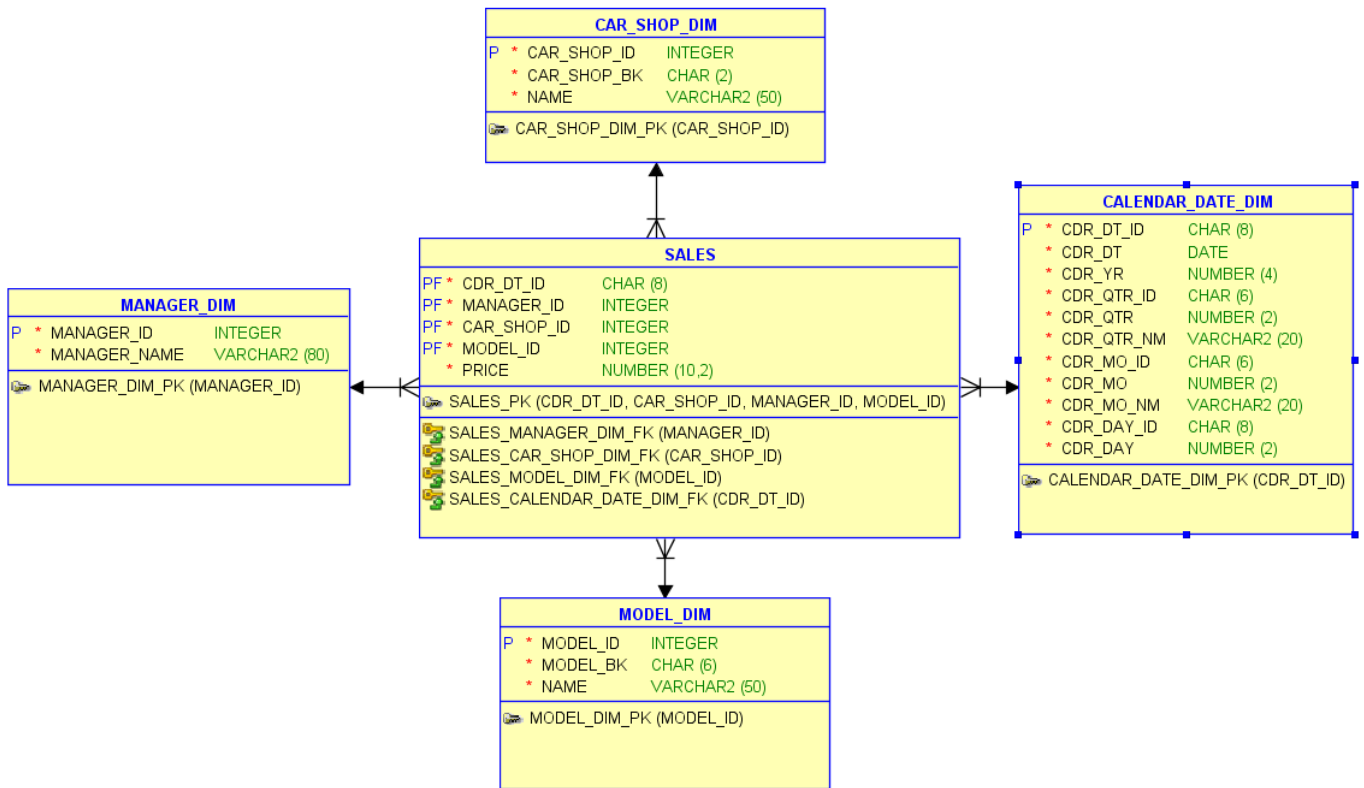 CAR_SHOP_DIM
P * CAR_SHOP_ID INTEGER
* CAR_SHOP_BK CHAR (2)
* NAME VARCHAR2 (50)
CAR_SHOP_DIM_PK (CAR_SHOP_ID)
CALENDAR_DATE_DIM
P * CDR_DT_ID CHAR (8)
* CDR_DT DATE
* CDR_YR NUMBER (4)
* CDR_QTR_ID CHAR (6)
* CDR_QTR NUMBER (2)
* CDR_QTR_NM VARCHAR2 (20)
* CDR_MO_ID CHAR (6)
* CDR_MO NUMBER (2)
* CDR_MO_NM VARCHAR2 (20)
* CDR_DAY_ID CHAR (8)
* CDR_DAY NUMBER (2)
CALENDAR_DATE_DIM_PK (CDR_DT_ID)
SALES
PF * CDR_DT_ID CHAR (8)
PF * MANAGER_ID INTEGER
PF * CAR_SHOP_ID INTEGER
PF * MODEL_ID INTEGER
* PRICE NUMBER (10,2)
SALES_PK (CDR_DT_ID, CAR_SHOP_ID, MANAGER_ID, MODEL_ID)
SALES_MANAGER_DIM_FK (MANAGER_ID)
SALES_CAR_SHOP_DIM_FK (CAR_SHOP_ID)
SALES_MODEL_DIM_FK (MODEL_ID)
SALES_CALENDAR_DATE_DIM_FK (CDR_DT_ID)
MANAGER_DIM
P * MANAGER_ID INTEGER
* MANAGER_NAME VARCHAR2 (80)
MANAGER_DIM_PK (MANAGER_ID)
MODEL_DIM
P * MODEL_ID INTEGER
* MODEL_BK CHAR (6)
* NAME VARCHAR2 (50)
MODEL_DIM_PK (MODEL_ID)